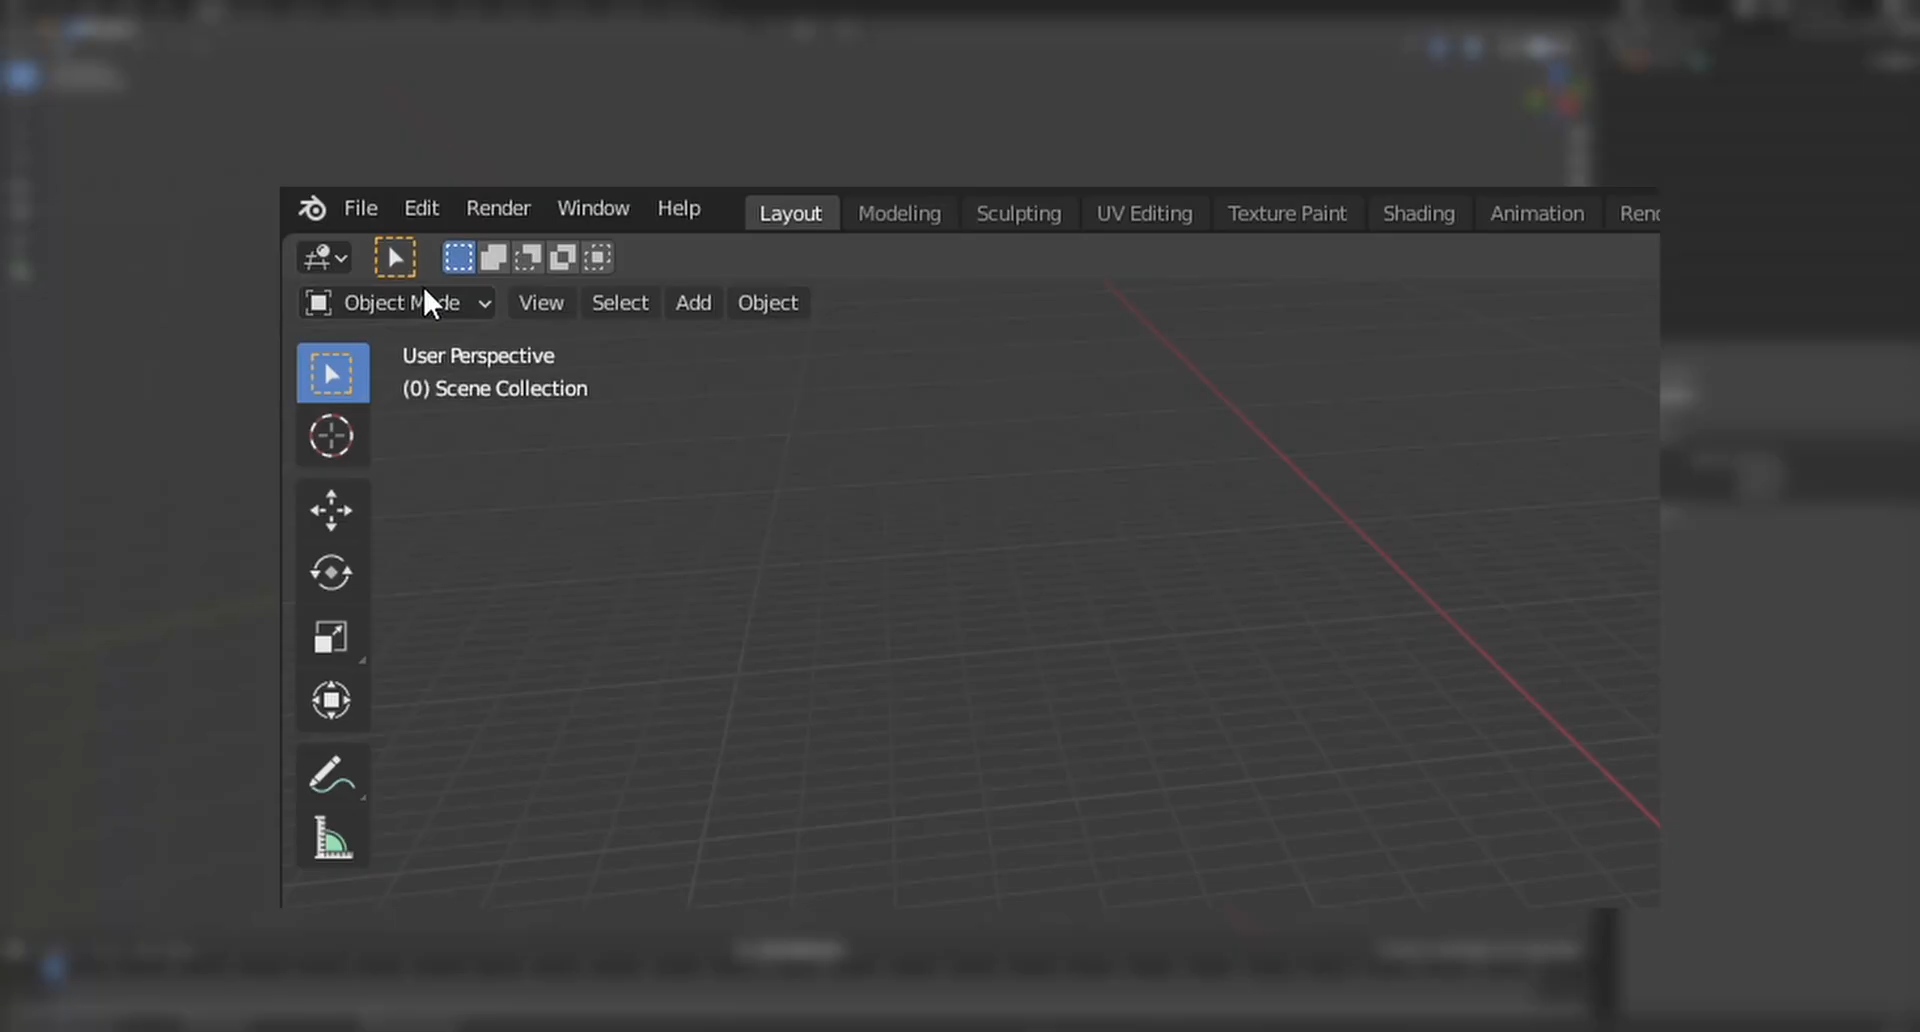 File Edit Render Window Help Layout Modeling Sculpting UV Editing Texture Paint Shading Animation
Object Mode View Select Add Object
User Perspective
(0) Scene Collection